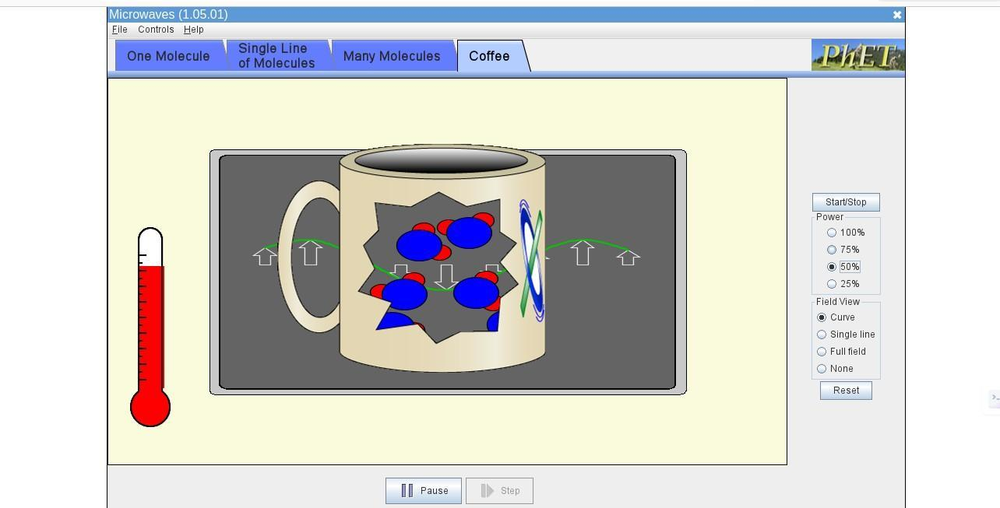 Microwaves (1.05.01)
File Controls Help
One Molecule
Single Line
of Molecules
Many Molecules
Coffee
PhET
Start/Stop
Power
100%
75%
50%
25%
Field View
Curve
Single line
Full field
None
Reset
Pause
Step